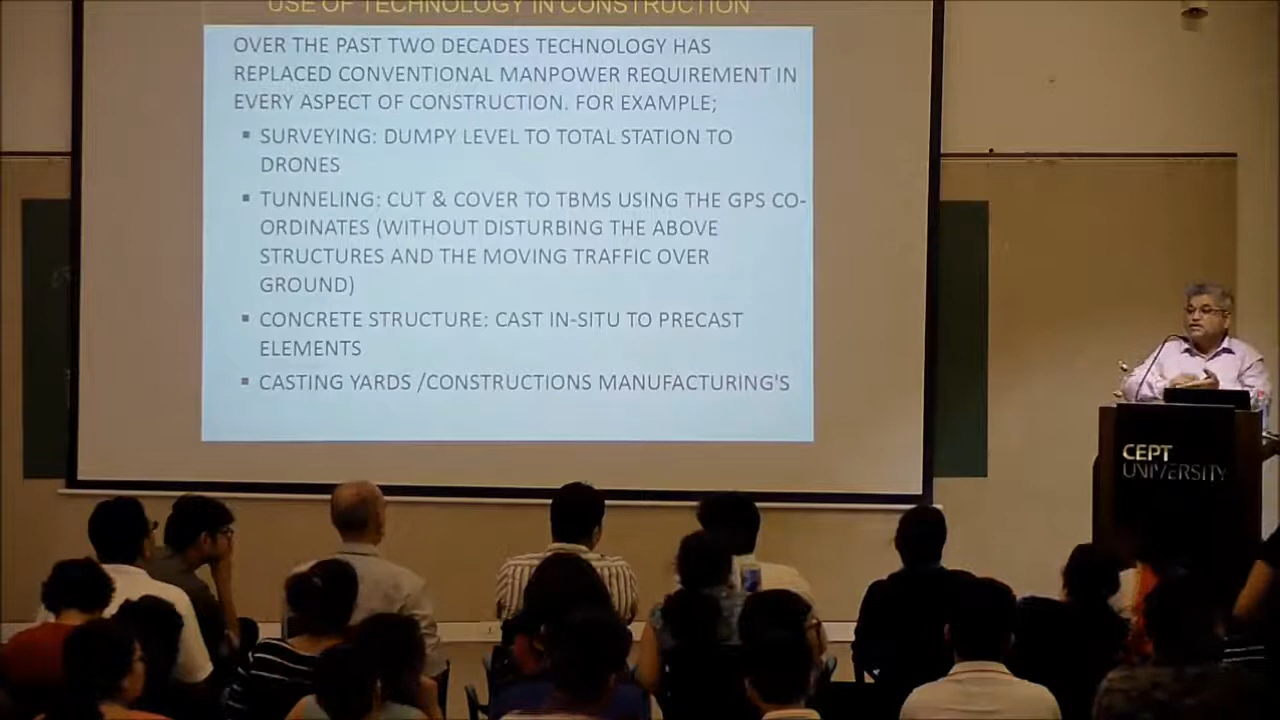 USE OF TECHNOLOGY IN CONSTRUCTION
OVER THE PAST TWO DECADES TECHNOLOGY HAS
REPLACED CONVENTIONAL MANPOWER REQUIREMENT IN
EVERY ASPECT OF CONSTRUCTION. FOR EXAMPLE;
▪ SURVEYING: DUMPY LEVEL TO TOTAL STATION TO
DRONES
▪ TUNNELING: CUT & COVER TO TBMS USING THE GPS CO-
ORDINATES (WITHOUT DISTURBING THE ABOVE
STRUCTURES AND THE MOVING TRAFFIC OVER
GROUND)
▪ CONCRETE STRUCTURE: CAST IN-SITU TO PRECAST
ELEMENTS
▪ CASTING YARDS /CONSTRUCTIONS MANUFACTURING'S
CEPT
UNIVERSITY